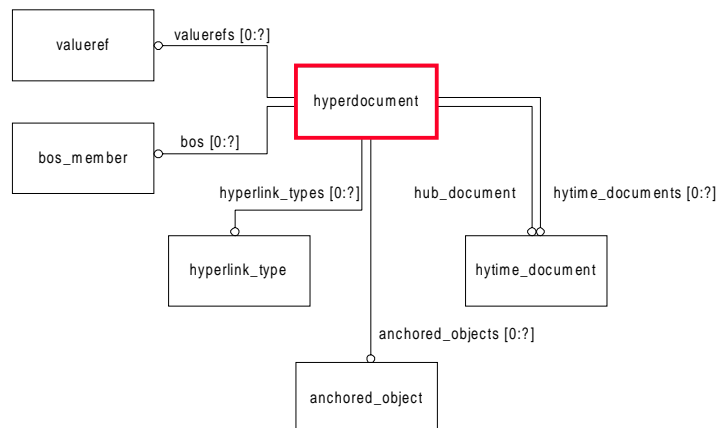 valueref
valuerefs [0:?]
hyperdocument
bos_member
bos [0:?]
hyperlink_types [0:?]
hub_document
hytime_documents [0:?]
hyperlink_type
hytime_document
anchored_objects [0:?]
anchored_object